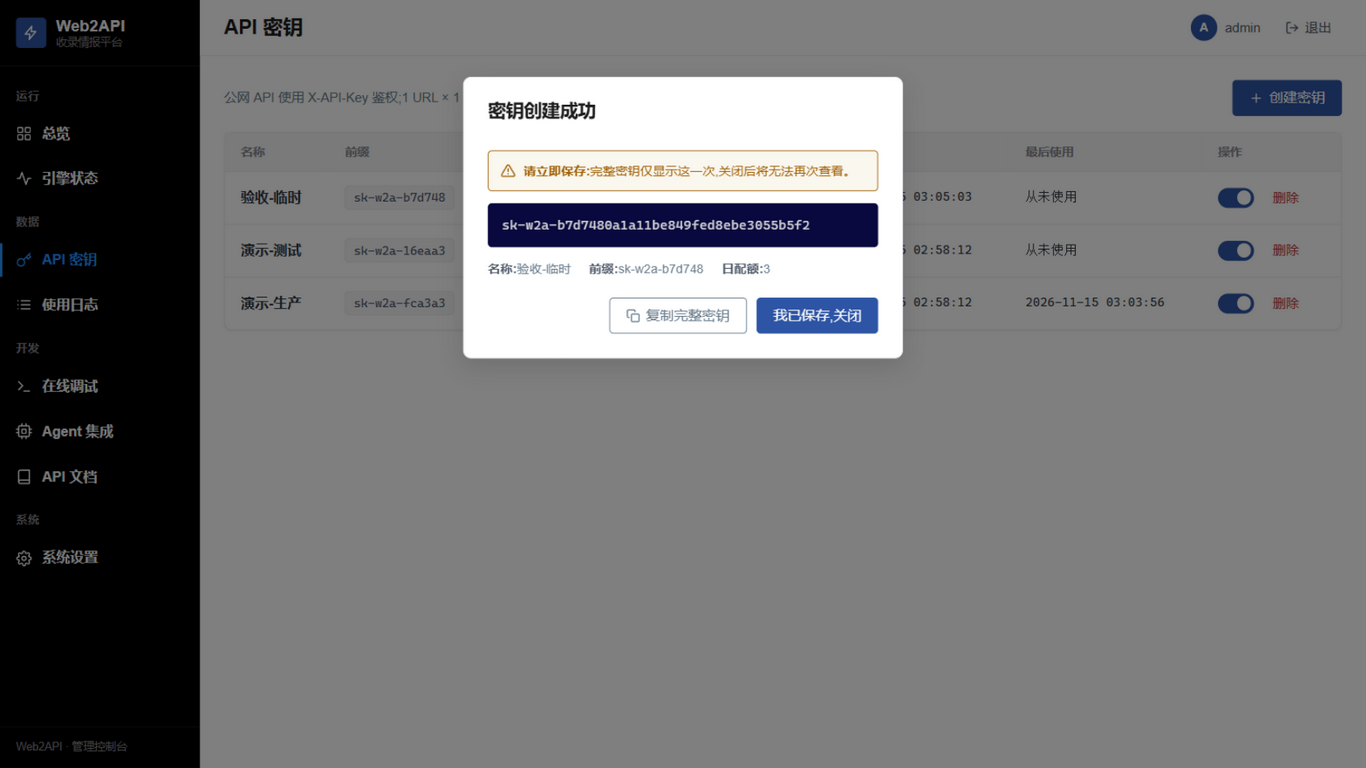 Web2API
收录情报平台
运行
总览
引擎状态
数据
API 密钥
使用日志
开发
在线调试
Agent 集成
API 文档
系统
系统设置
Web2API · 管理控制台
API 密钥
A admin 退出
公网 API 使用 X-API-Key 鉴权;1 URL × 1
+ 创建密钥
名称 前缀 最后使用 操作
验收-临时 sk-w2a-b7d748 5 03:05:03 从未使用 删除
演示-测试 sk-w2a-16eaa3 5 02:58:12 从未使用 删除
演示-生产 sk-w2a-fca3a3 5 02:58:12 2026-11-15 03:03:56 删除
密钥创建成功
请立即保存:完整密钥仅显示这一次,关闭后将无法再次查看。
sk-w2a-b7d7480a1a11be849fed8ebe3055b5f2
名称:验收-临时 前缀:sk-w2a-b7d748 日配额:3
复制完整密钥 我已保存,关闭